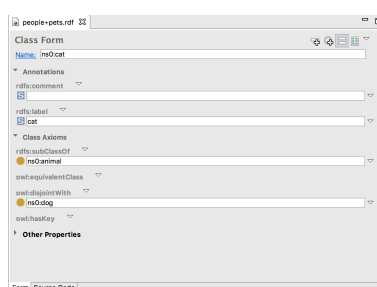 people+pets.rdf
Class Form
Name: ns0:cat
Annotations
rdfs:comment
rdfs:label
cat
Class Axioms
rdfs:subClassOf
ns0:animal
owl:equivalentClass
owl:disjointWith
ns0:dog
owl:hasKey
Other Properties
Form Source Code